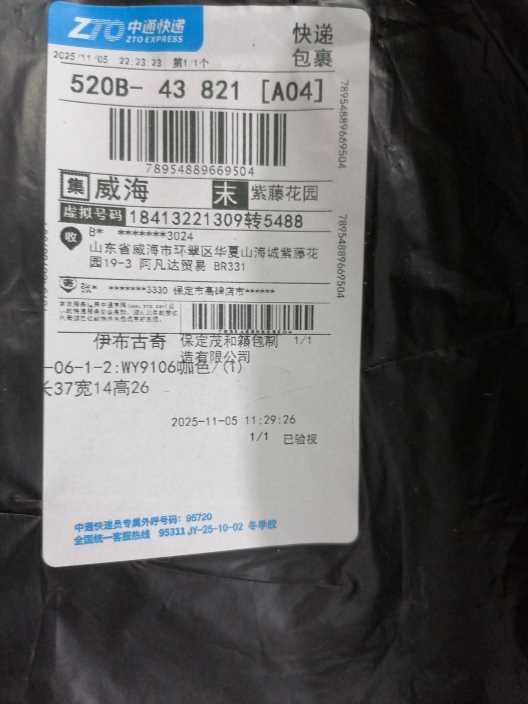 ZTO 中通快递
ZTO EXPRESS
快递
包裹
2025/11/05 22:23:23 第1/1个
520B- 43 821 [A04]
78954889669504
78954889669504
集 威海 末 紫藤花园
虚拟号码 18413221309转5488
收 B* *******3024
山东省威海市环翠区华夏山海城紫藤花
园19-3 阿凡达贸易 BR331
78954889669504
*******3330 保定市高碑店市******
伊布古奇 保定茂和箱包制
造有限公司
1/1
-06-1-2:WY9106咖色/(1)
长37宽14高26
2025-11-05 11:29:26
1/1 已验视
中通快递员专属外呼号码: 95720
全国统一客服热线 95311 JY-25-10-02 冬季胶